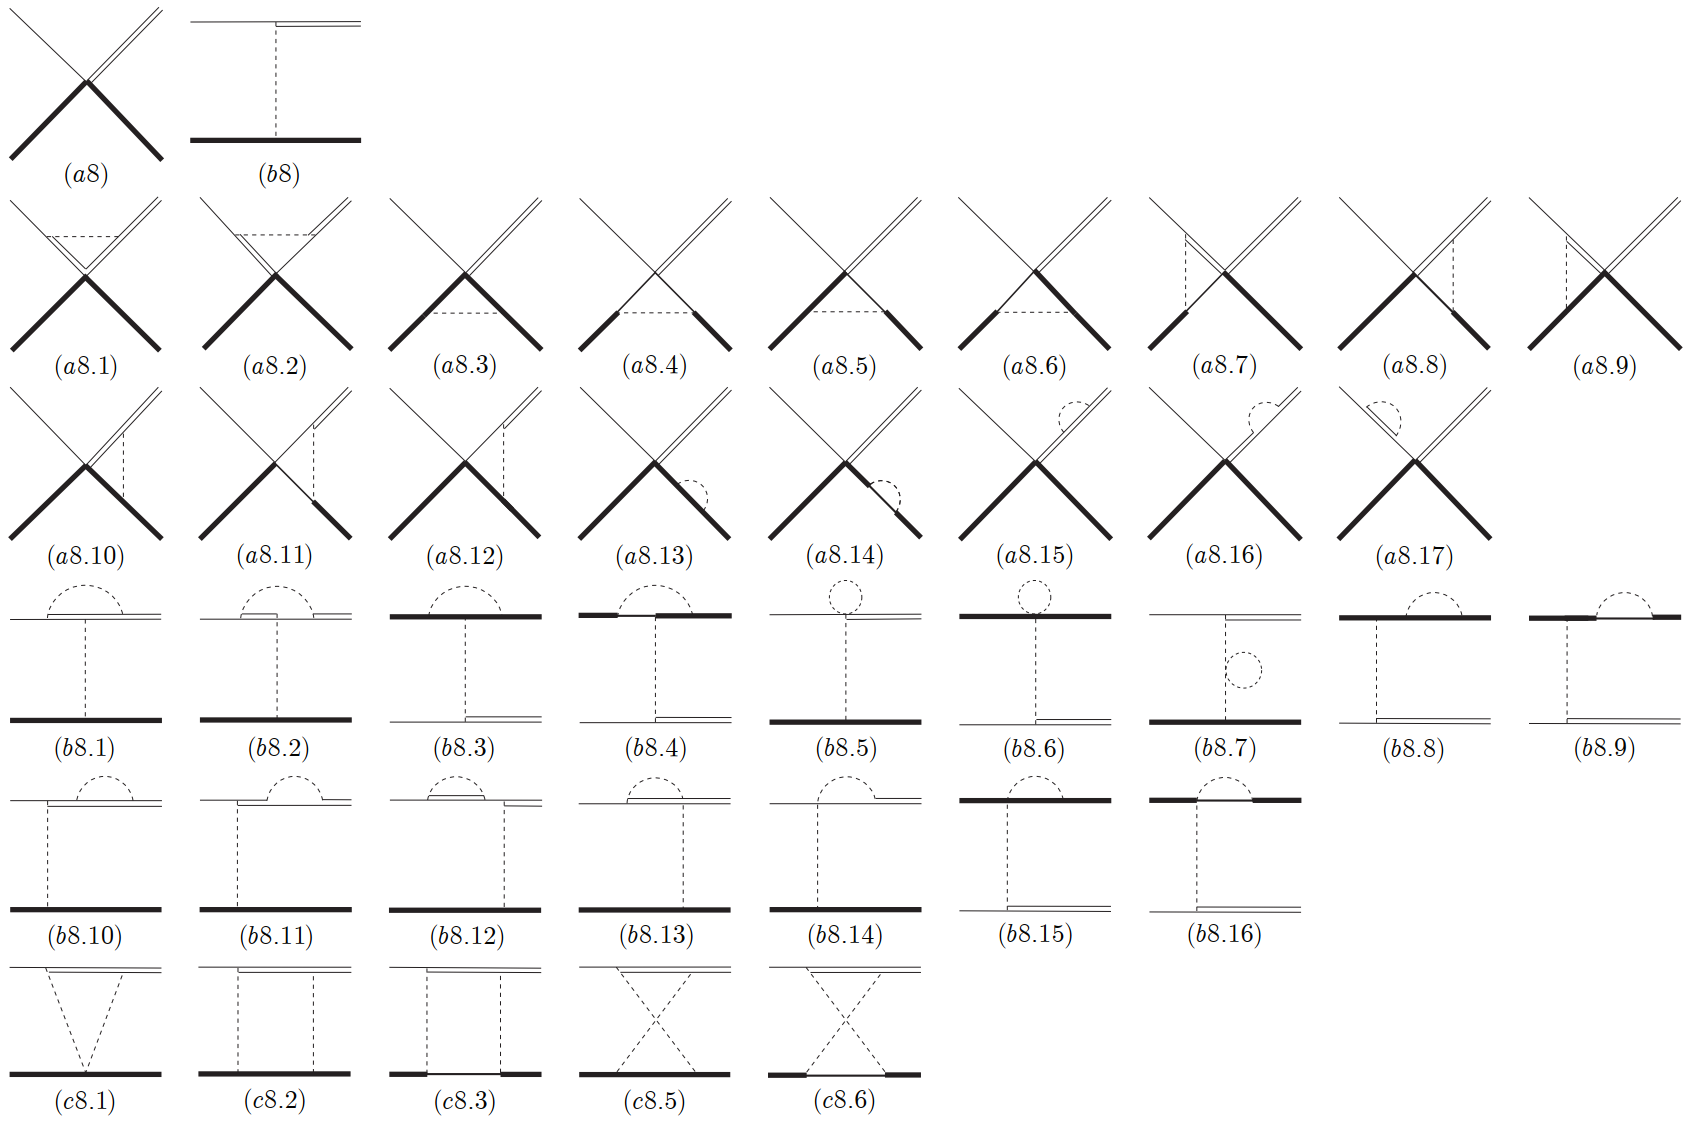 (a8) (b8)
(a8.1) (a8.2) (a8.3) (a8.4) (a8.5) (a8.6) (a8.7) (a8.8) (a8.9)
(a8.10) (a8.11) (a8.12) (a8.13) (a8.14) (a8.15) (a8.16) (a8.17)
(b8.1) (b8.2) (b8.3) (b8.4) (b8.5) (b8.6) (b8.7) (b8.8) (b8.9)
(b8.10) (b8.11) (b8.12) (b8.13) (b8.14) (b8.15) (b8.16)
(c8.1) (c8.2) (c8.3) (c8.5) (c8.6)